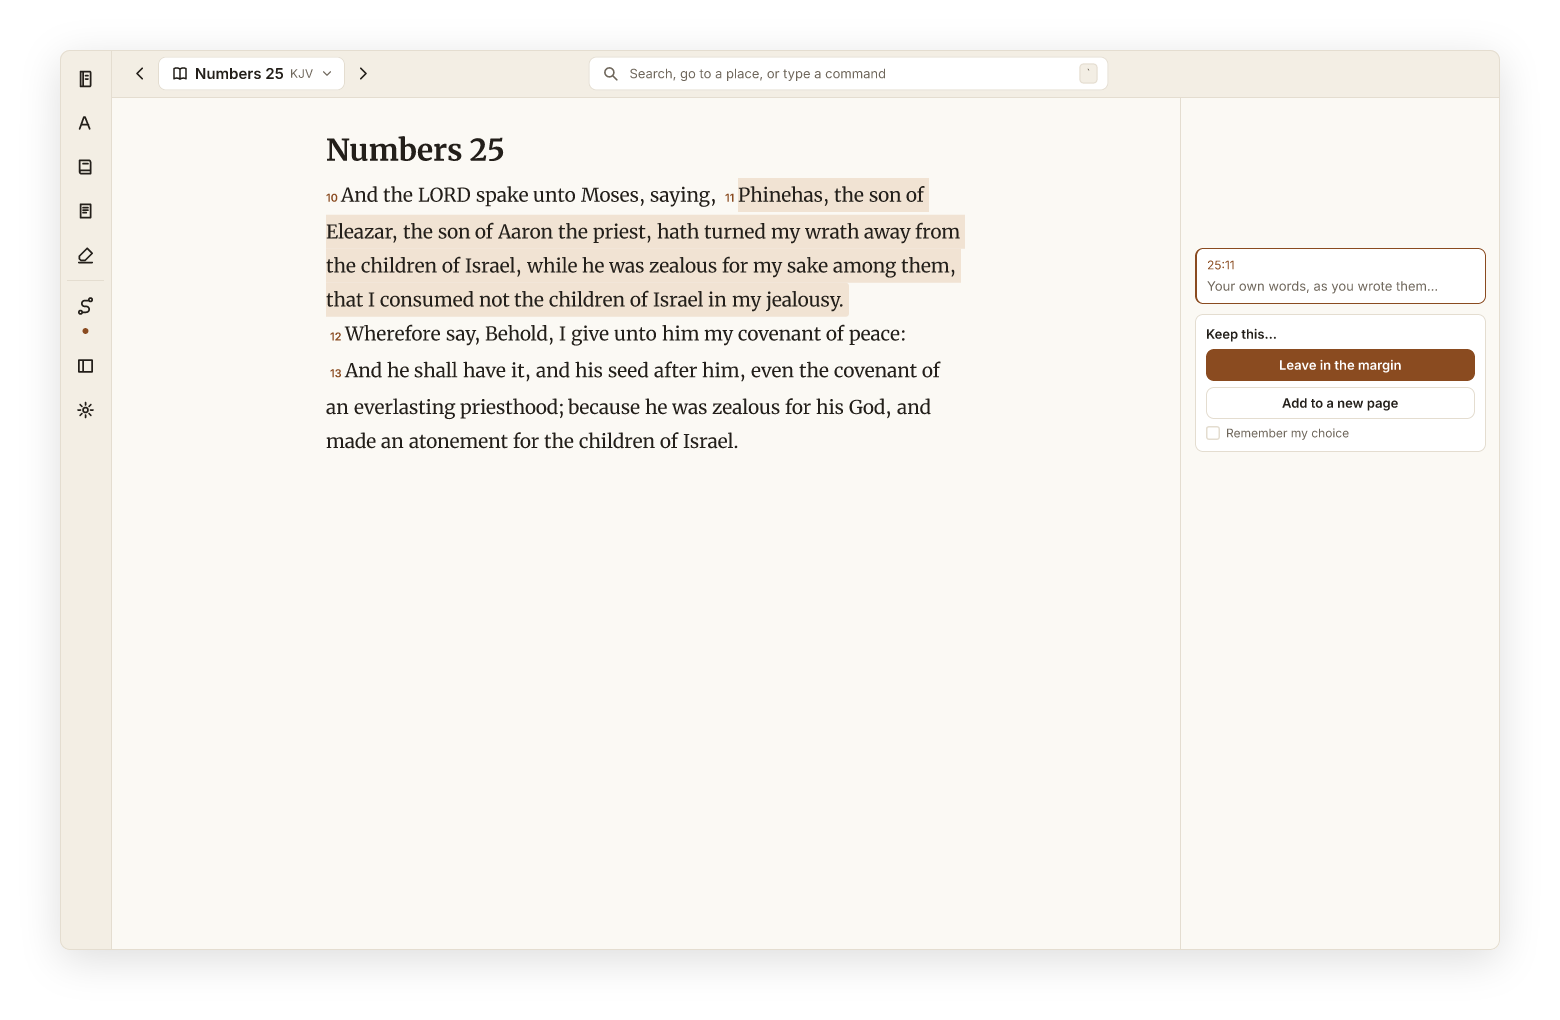 Numbers 25 KJV
Search, go to a place, or type a command
Numbers 25
10 And the LORD spake unto Moses, saying, 11 Phinehas, the son of
Eleazar, the son of Aaron the priest, hath turned my wrath away from
the children of Israel, while he was zealous for my sake among them,
that I consumed not the children of Israel in my jealousy.
12 Wherefore say, Behold, I give unto him my covenant of peace:
13 And he shall have it, and his seed after him, even the covenant of
an everlasting priesthood; because he was zealous for his God, and
made an atonement for the children of Israel.
25:11
Your own words, as you wrote them...
Keep this...
Leave in the margin
Add to a new page
Remember my choice